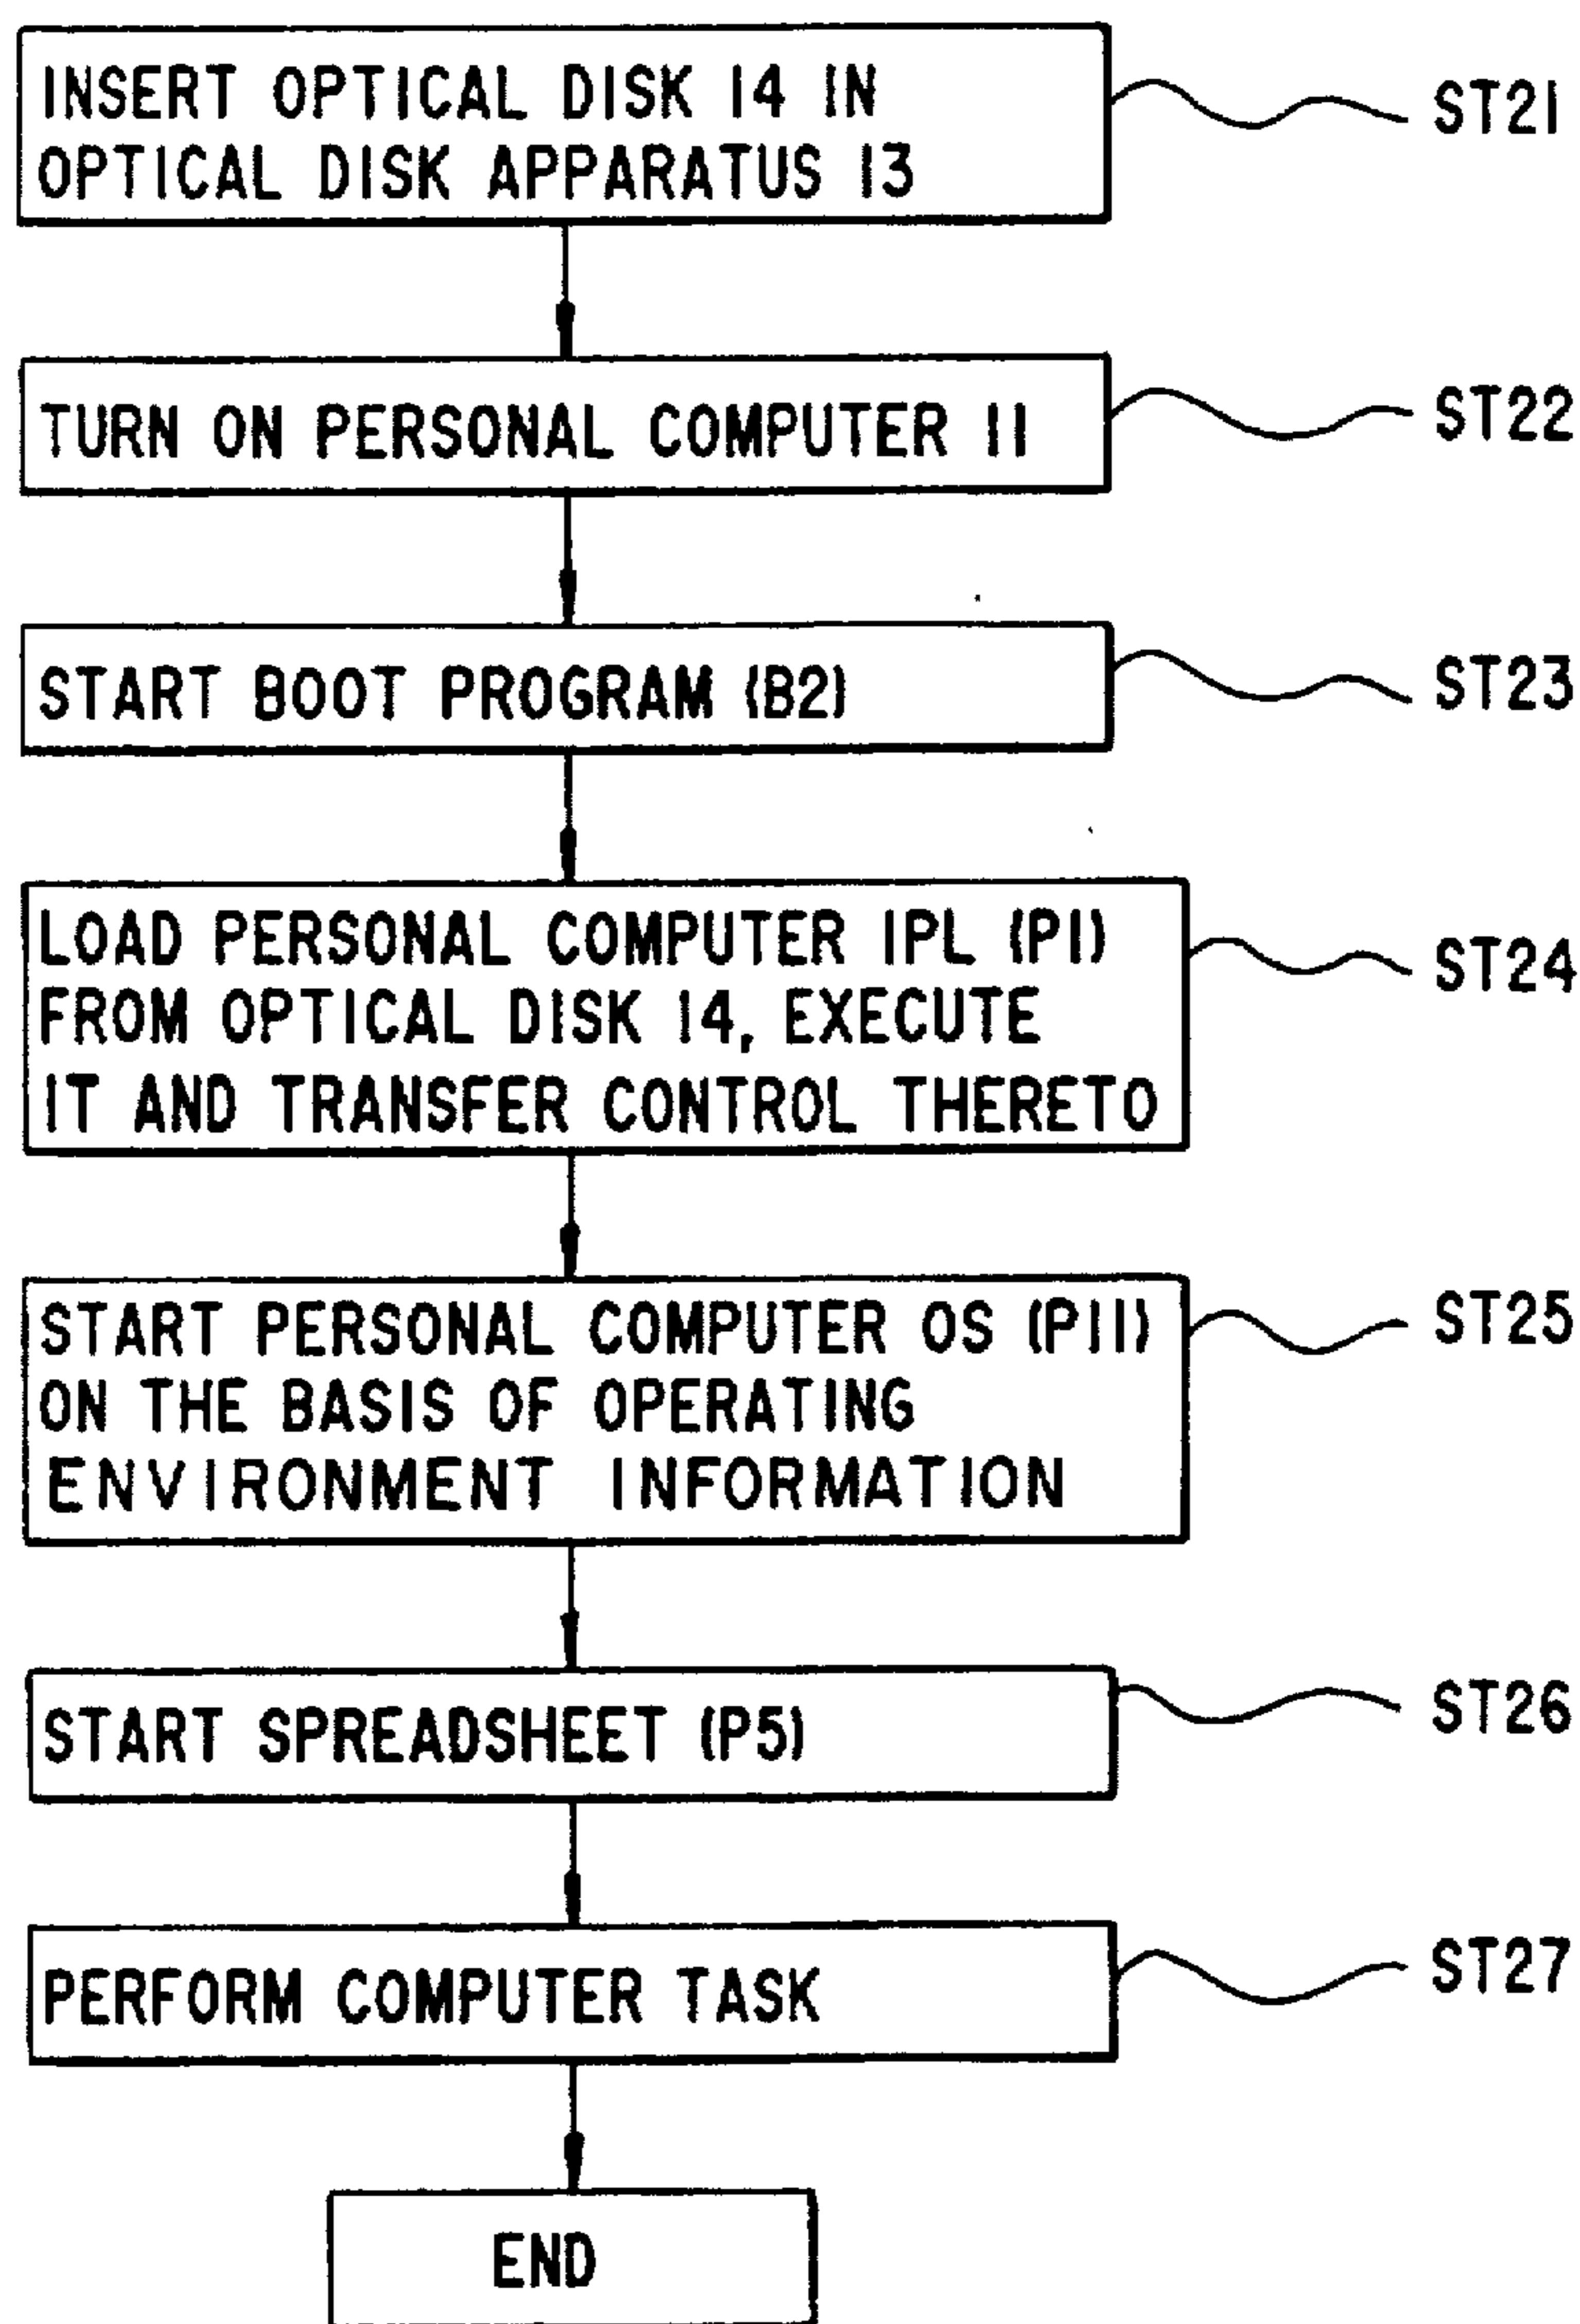 INSERT OPTICAL DISK 14 IN
OPTICAL DISK APPARATUS 13
ST21
TURN ON PERSONAL COMPUTER 11
ST22
START BOOT PROGRAM (B2)
ST23
LOAD PERSONAL COMPUTER IPL (P1)
FROM OPTICAL DISK 14, EXECUTE
IT AND TRANSFER CONTROL THERETO
ST24
START PERSONAL COMPUTER OS (P11)
ON THE BASIS OF OPERATING
ENVIRONMENT INFORMATION
ST25
START SPREADSHEET (P5)
ST26
PERFORM COMPUTER TASK
ST27
END